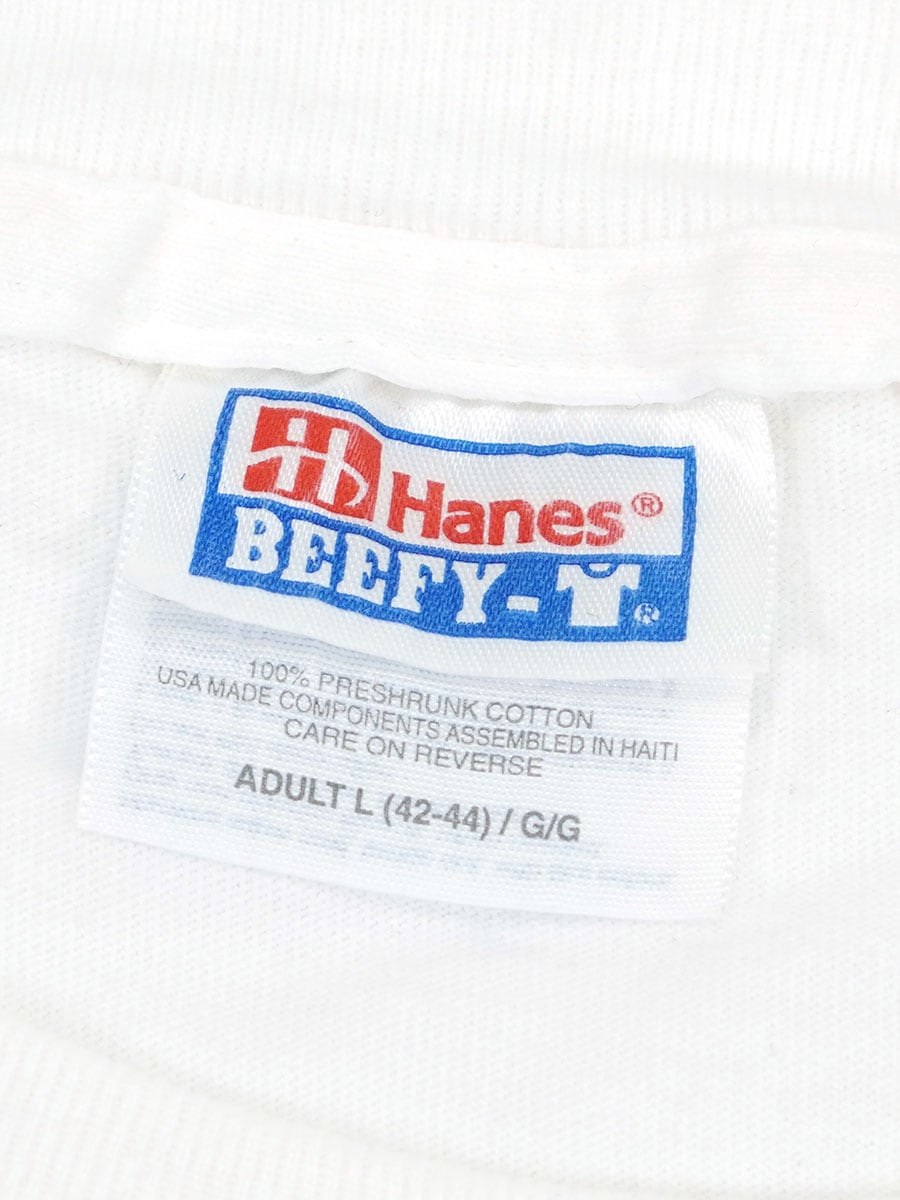 Hanes®
BEEFY-T®
100% PRESHRUNK COTTON
USA MADE COMPONENTS ASSEMBLED IN HAITI
CARE ON REVERSE
ADULT L (42-44) / G/G